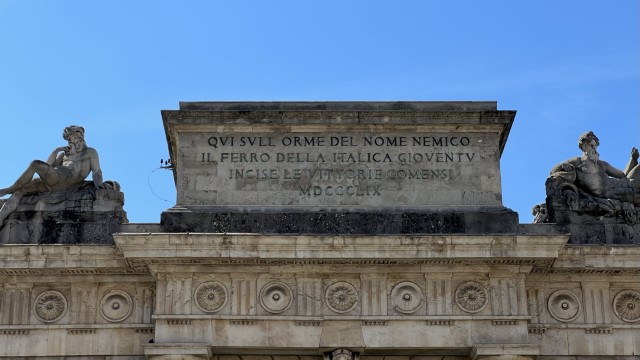 QVI SVLL ORME DEL NOME NEMICO
IL FERRO DELLA ITALICA GIOVENTV
INCISE LE VITTORIE COMENSI
MDCCCLIX